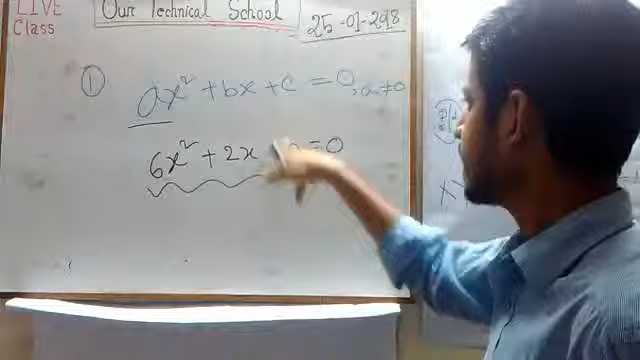 LIVE Our Technical School
Class
25-01-2018
① ax² + bx + c = 0, a ≠ 0
6x² + 2x = 0